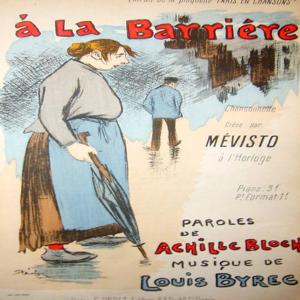 à La Barrière
Chansonnette
Créée par
MÉVISTO
à l'Horloge
Piano: 3f
Pt Format: 1f
PAROLES
DE
ACHILLE BLOCH
MUSIQUE
DE
LOUIS BYREC